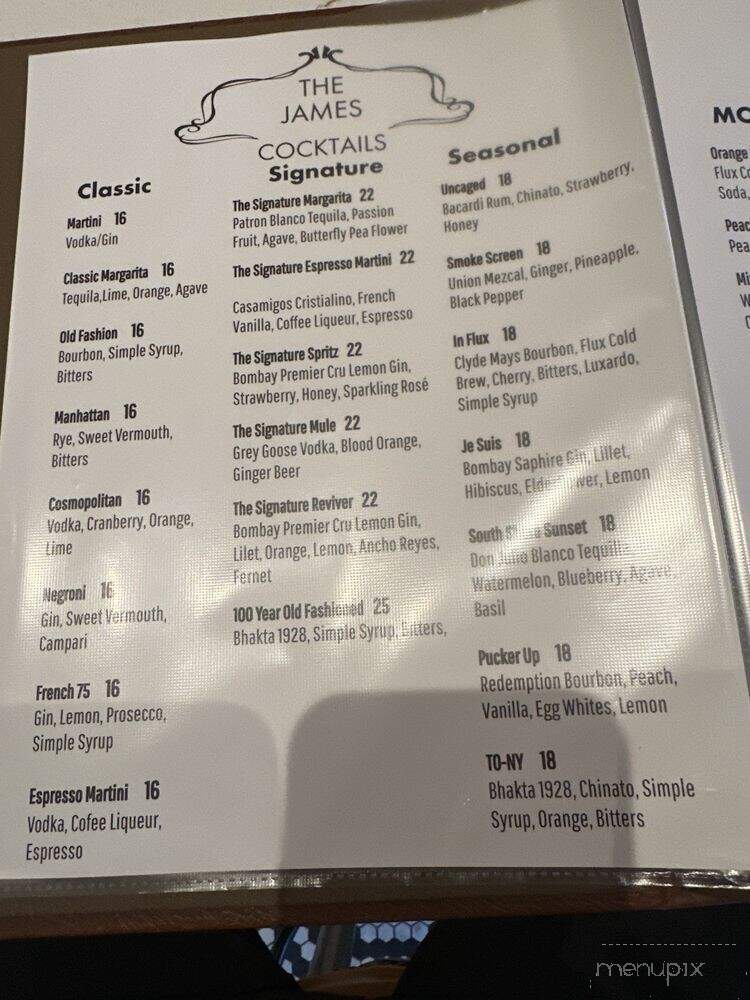 THE
JAMES
COCKTAILS
Classic
Martini 16
Vodka/Gin
Classic Margarita 16
Tequila,Lime, Orange, Agave
Old Fashion 16
Bourbon, Simple Syrup,
Bitters
Manhattan 16
Rye, Sweet Vermouth,
Bitters
Cosmopolitan 16
Vodka, Cranberry, Orange,
Lime
Negroni 16
Gin, Sweet Vermouth,
Campari
French 75 16
Gin, Lemon, Prosecco,
Simple Syrup
Espresso Martini 16
Vodka, Cofee Liqueur,
Espresso
Signature
The Signature Margarita 22
Patron Blanco Tequila, Passion
Fruit, Agave, Butterfly Pea Flower
The Signature Espresso Martini 22
Casamigos Cristialino, French
Vanilla, Coffee Liqueur, Espresso
The Signature Spritz 22
Bombay Premier Cru Lemon Gin,
Strawberry, Honey, Sparkling Rosé
The Signature Mule 22
Grey Goose Vodka, Blood Orange,
Ginger Beer
The Signature Reviver 22
Bombay Premier Cru Lemon Gin,
Lilet, Orange, Lemon, Ancho Reyes,
Fernet
100 Year Old Fashioned 25
Bhakta 1928, Simple Syrup, Bitters,
Seasonal
Uncaged 18
Bacardi Rum, Chinato, Strawberry,
Honey
Smoke Screen 18
Union Mezcal, Ginger, Pineapple,
Black Pepper
In Flux 18
Clyde Mays Bourbon, Flux Cold
Brew, Cherry, Bitters, Luxardo,
Simple Syrup
Je Suis 18
Bombay Saphire Gin, Lillet,
Hibiscus, Lemon
South Sunset 18
Don Julio Blanco Tequila,
Watermelon, Blueberry, Agave
Basil
Pucker Up 18
Redemption Bourbon, Peach,
Vanilla, Egg Whites, Lemon
TO-NY 18
Bhakta 1928, Chinato, Simple
Syrup, Orange, Bitters
Orange
Soda,
menupix